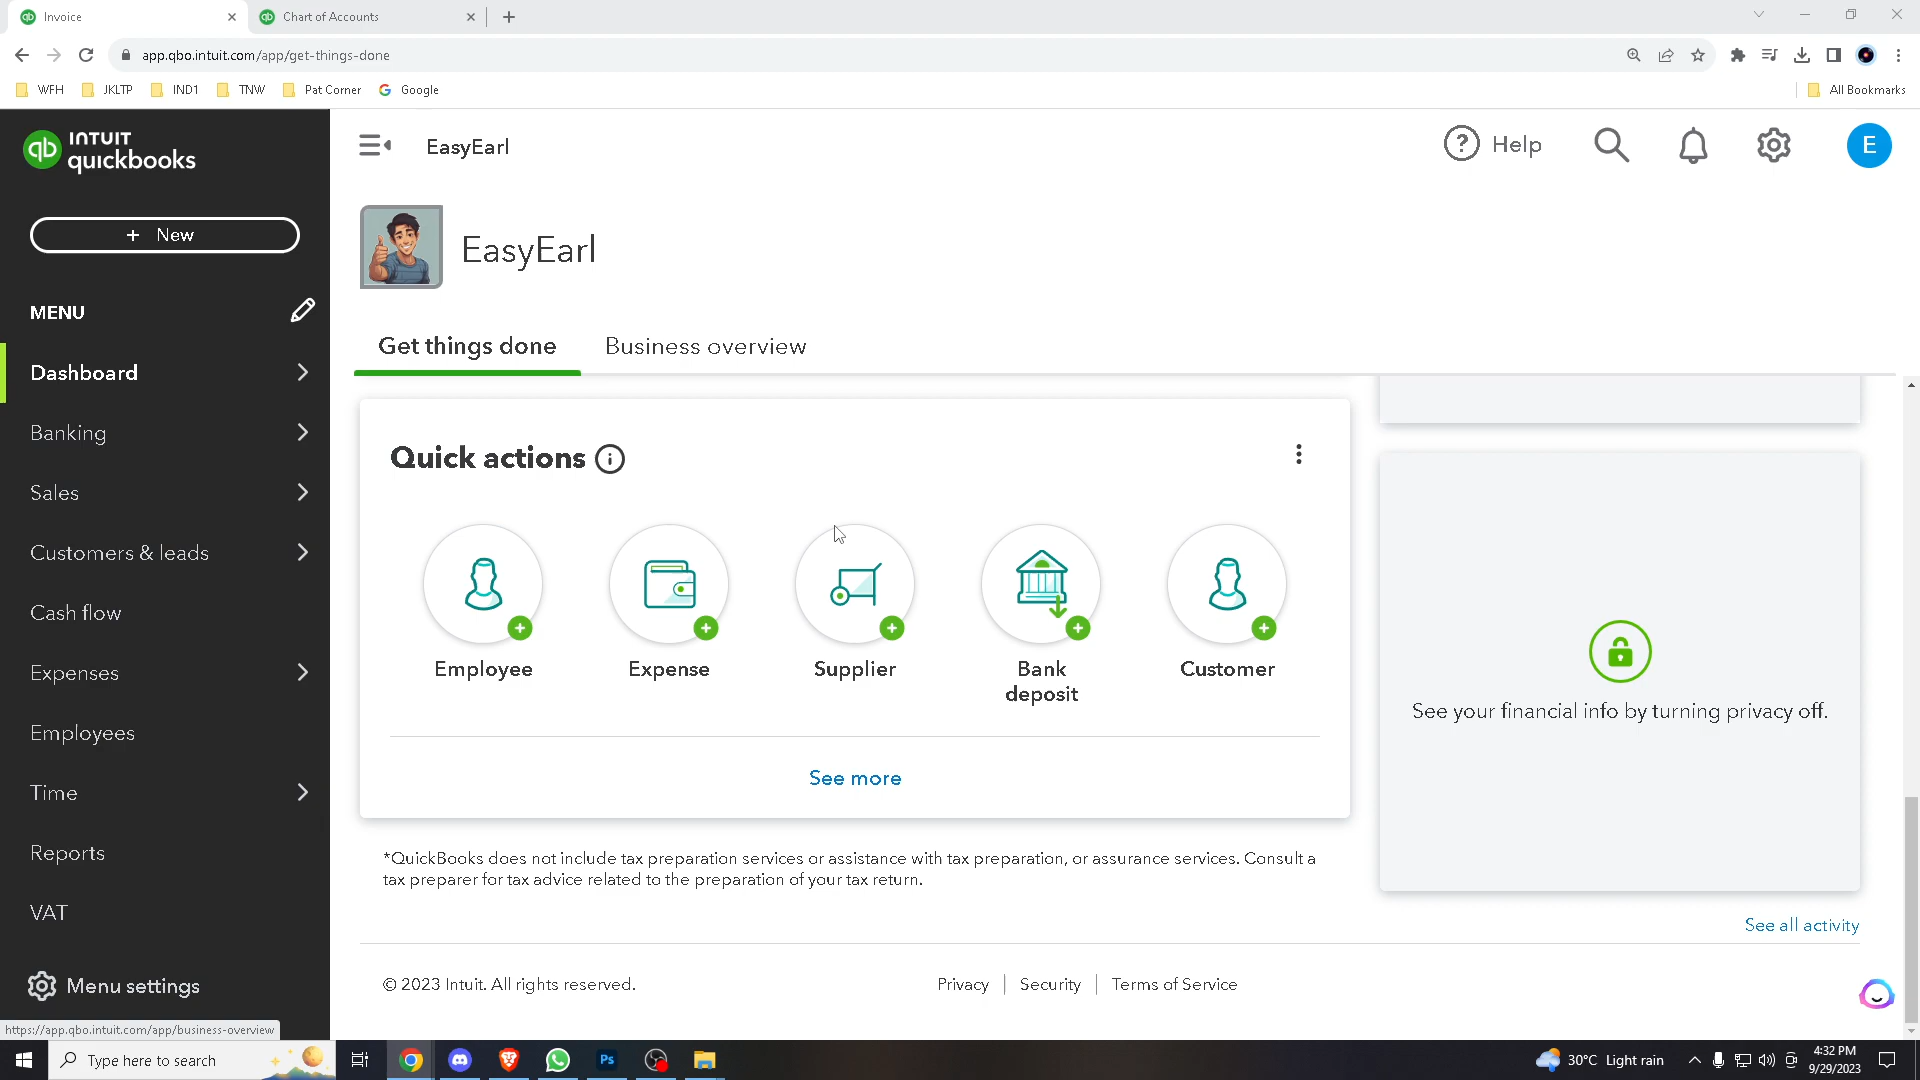 Invoice
Chart of Accounts
app.qbo.intuit.com/app/get-things-done
WFH
JKLTP
IND1
TNW
Pat Corner
Google
All Bookmarks
INTUIT
quickbooks
EasyEarl
Help
E
+ New
EasyEarl
MENU
Get things done
Business overview
Dashboard
Banking
Sales
Customers & leads
Cash flow
Expenses
Employees
Time
Reports
VAT
Menu settings
Quick actions
Employee
Expense
Supplier
Bank
deposit
Customer
See more
*QuickBooks does not include tax preparation services or assistance with tax preparation, or assurance services. Consult a
tax preparer for tax advice related to the preparation of your tax return.
See your financial info by turning privacy off.
See all activity
© 2023 Intuit. All rights reserved.
Privacy
Security
Terms of Service
https://app.qbo.intuit.com/app/business-overview
Type here to search
Ps
30°C Light rain
4:32 PM
9/29/2023